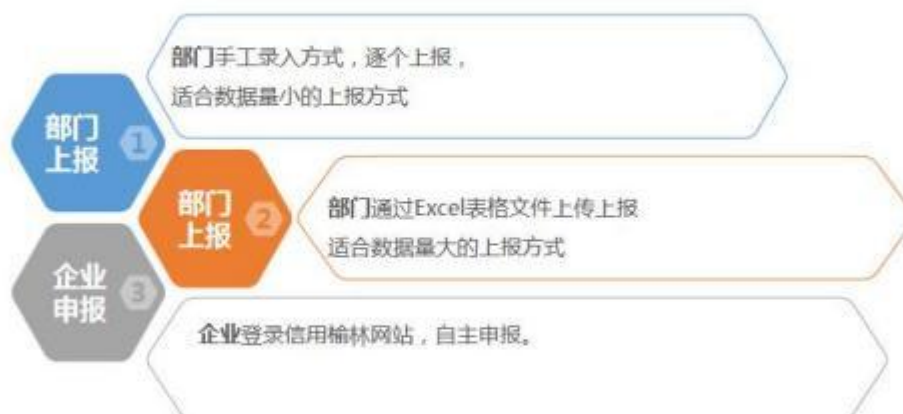 部门手工录入方式，逐个上报，
适合数据量小的上报方式
部门
上报
1
部门
上报
2
部门通过Excel表格文件上传上报
适合数据量大的上报方式
企业
申报
3
企业登录信用榆林网站，自主申报。